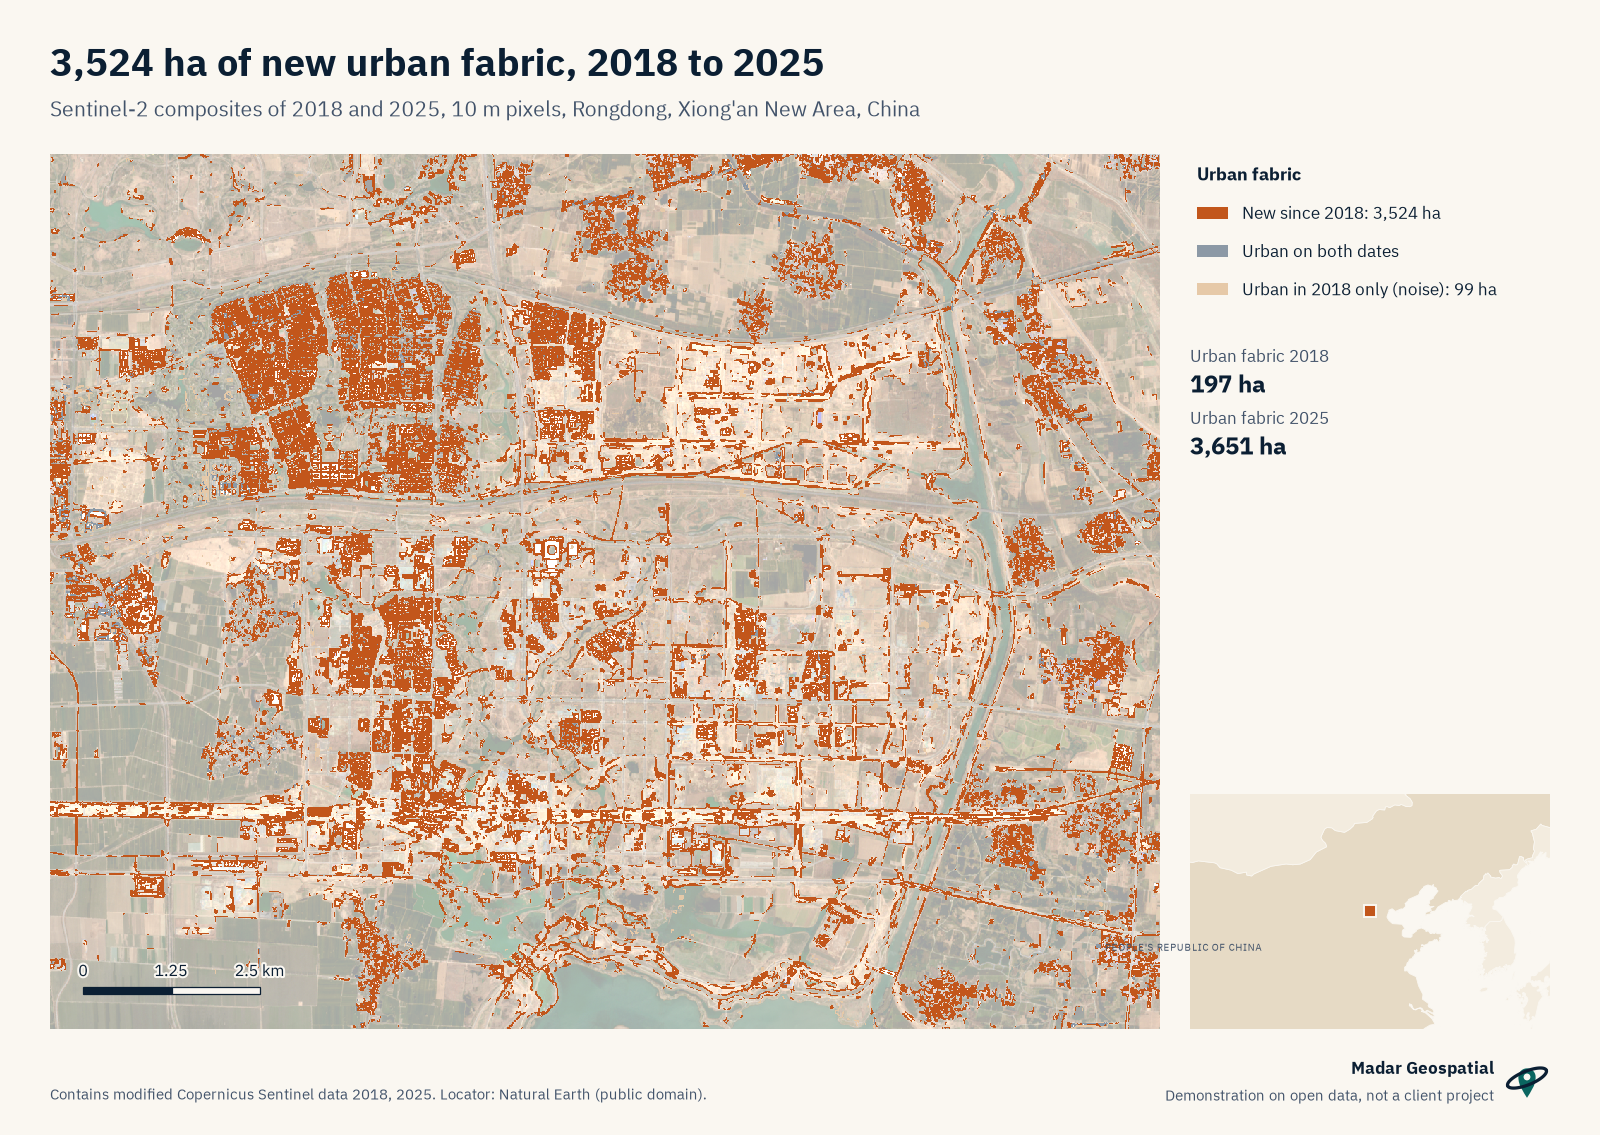 3,524 ha of new urban fabric, 2018 to 2025
Sentinel-2 composites of 2018 and 2025, 10 m pixels, Rongdong, Xiong'an New Area, China
Urban fabric
New since 2018: 3,524 ha
Urban on both dates
Urban in 2018 only (noise): 99 ha
Urban fabric 2018
197 ha
Urban fabric 2025
3,651 ha
PEOPLE'S REPUBLIC OF CHINA
0 1.25 2.5 km
Madar Geospatial
Contains modified Copernicus Sentinel data 2018, 2025. Locator: Natural Earth (public domain).
Demonstration on open data, not a client project